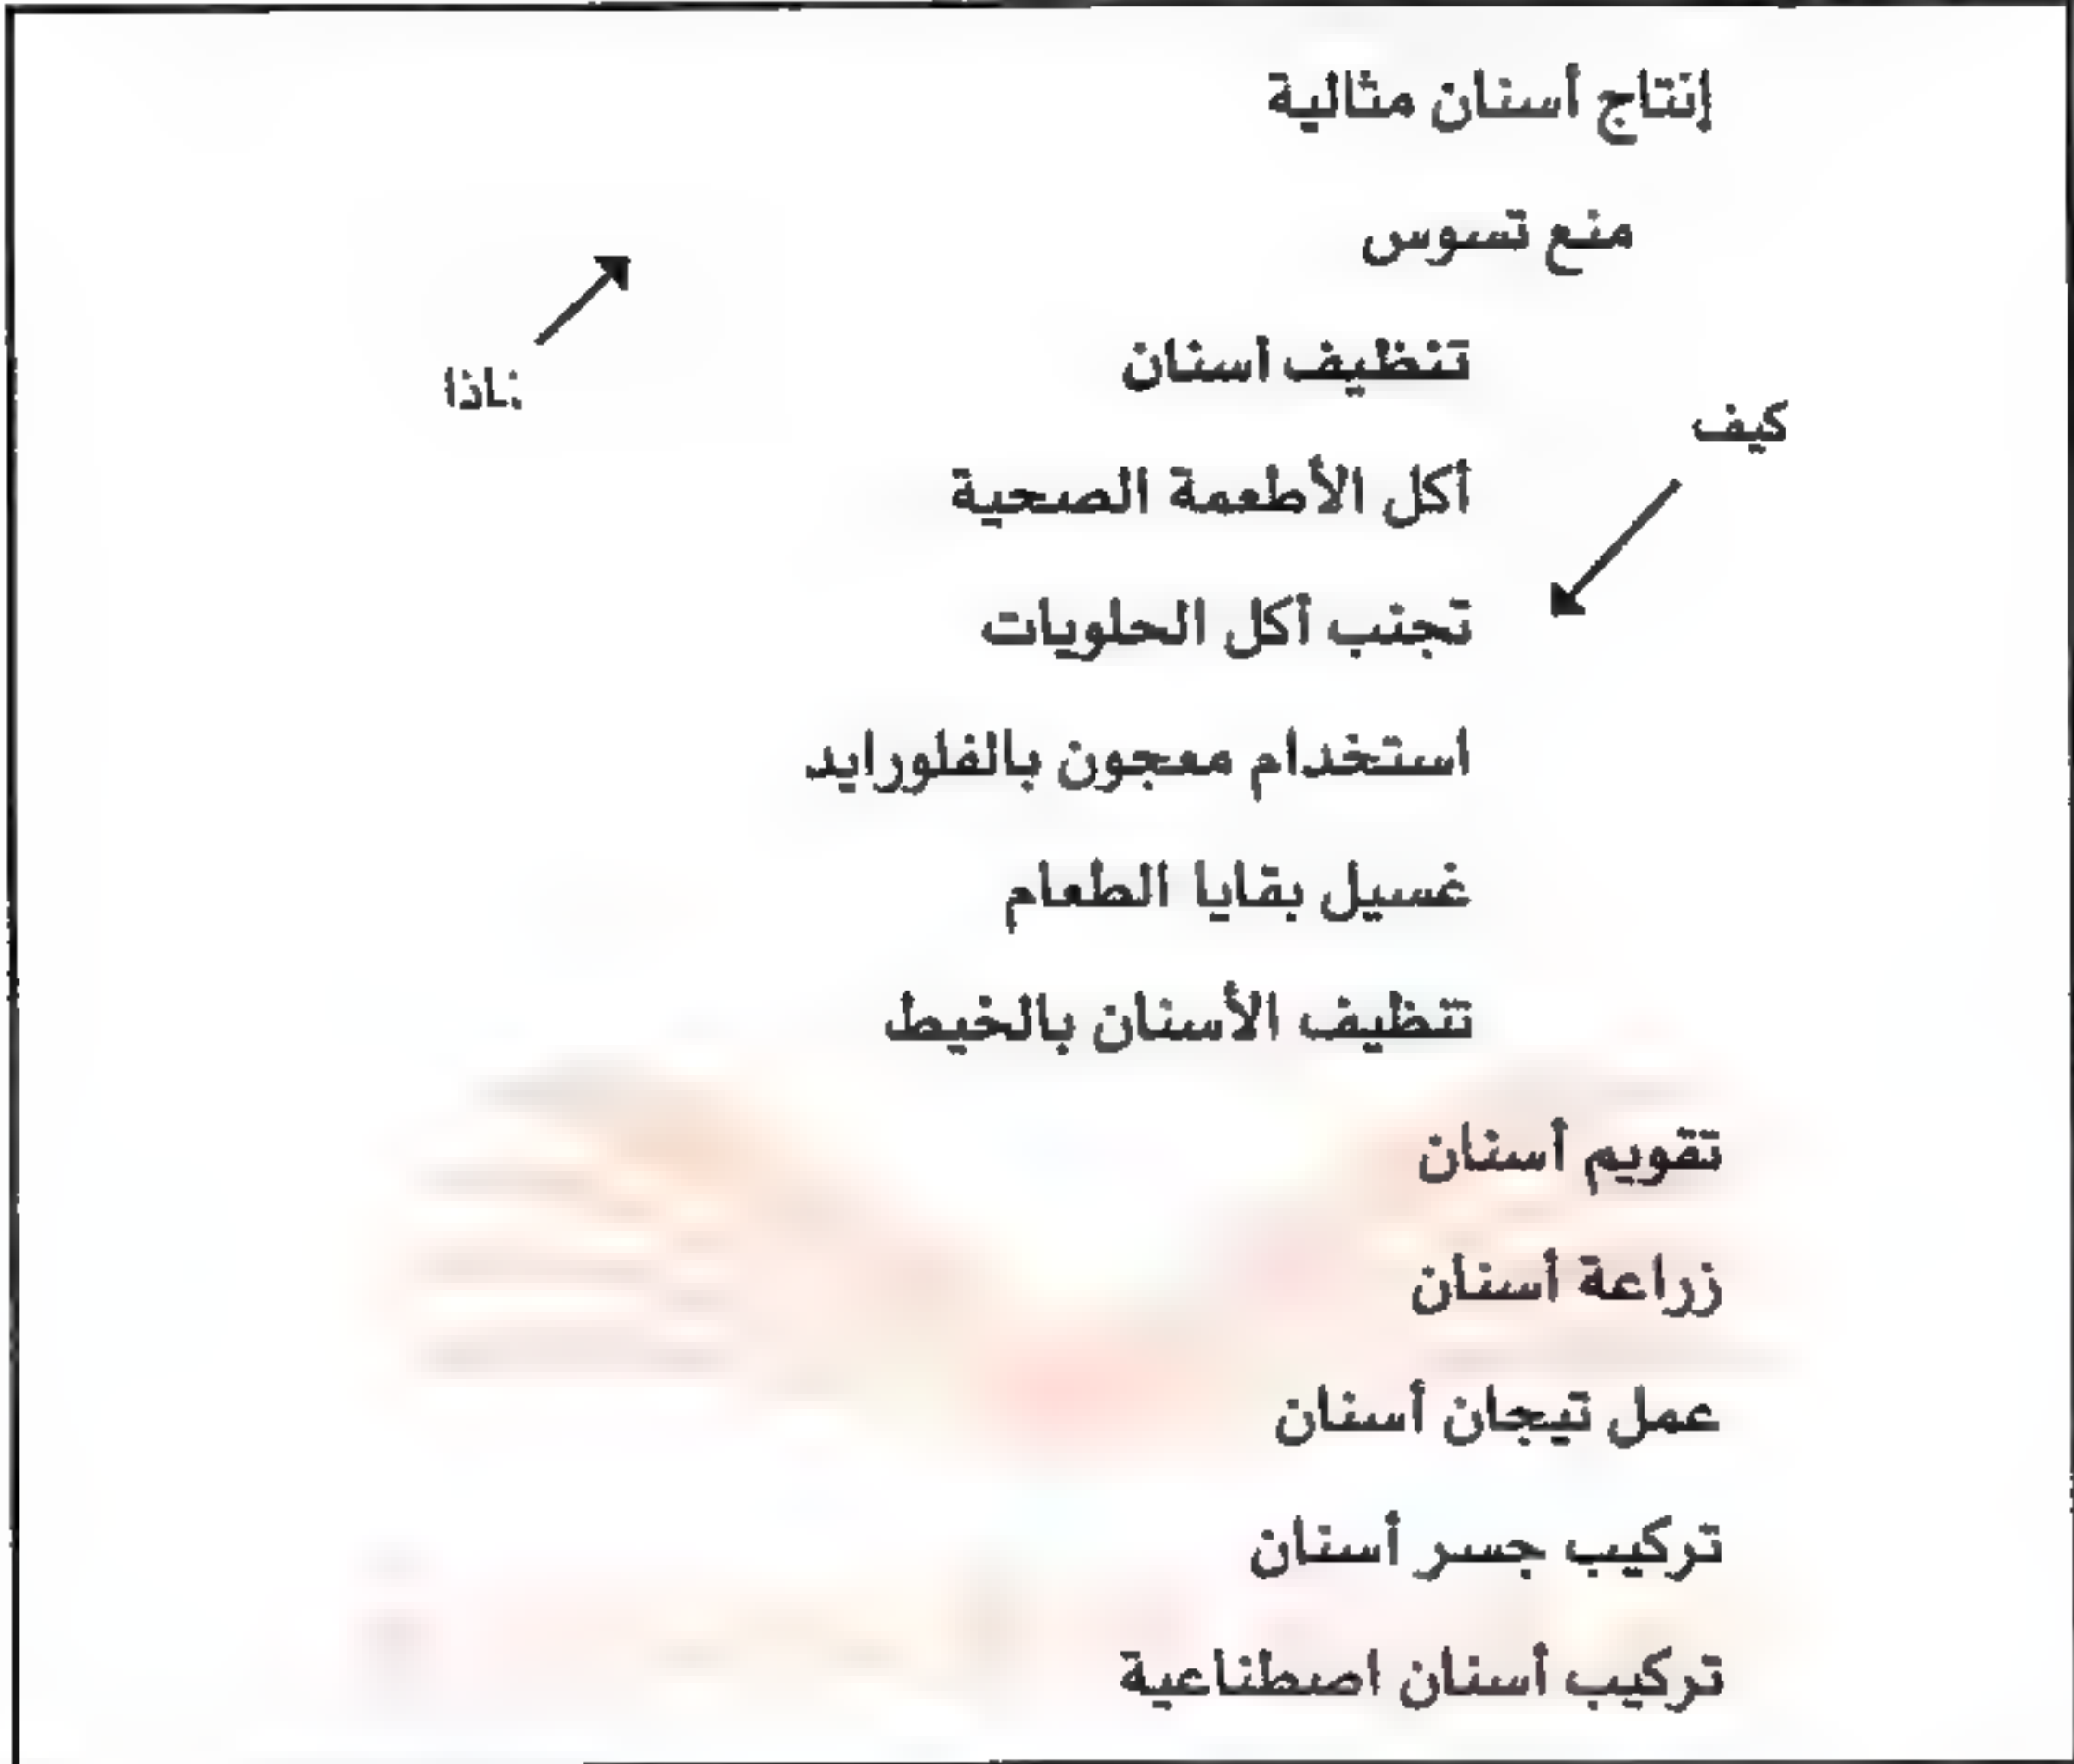 إنتاج أسنان مثالية
منع تسوس
تنظيف اسنان
كيف
أكل الأطعمة الصحية
تجنب أكل الحلويات
استخدام معجون بالفلورايد
غسيل بقايا الطعام
تنظيف الأسنان بالخيط
تقويم أسنان
زراعة أسنان
عمل تيجان أسنان
تركيب جسر أسنان
تركيب أسنان اصطناعية